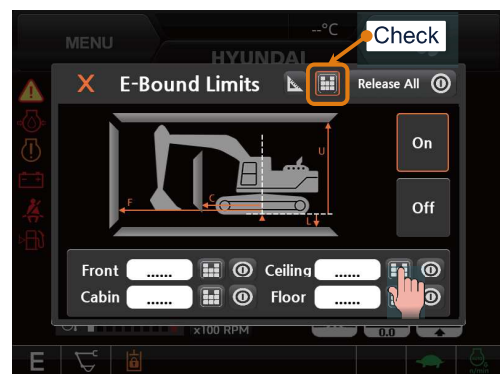 --°C
Check
MENU
HYUNDAI
X E-Bound Limits Release All
On
U
F
C
L
Off
Front ...... Ceiling ......
Cabin ...... Floor ......
x100 RPM 0.0
E